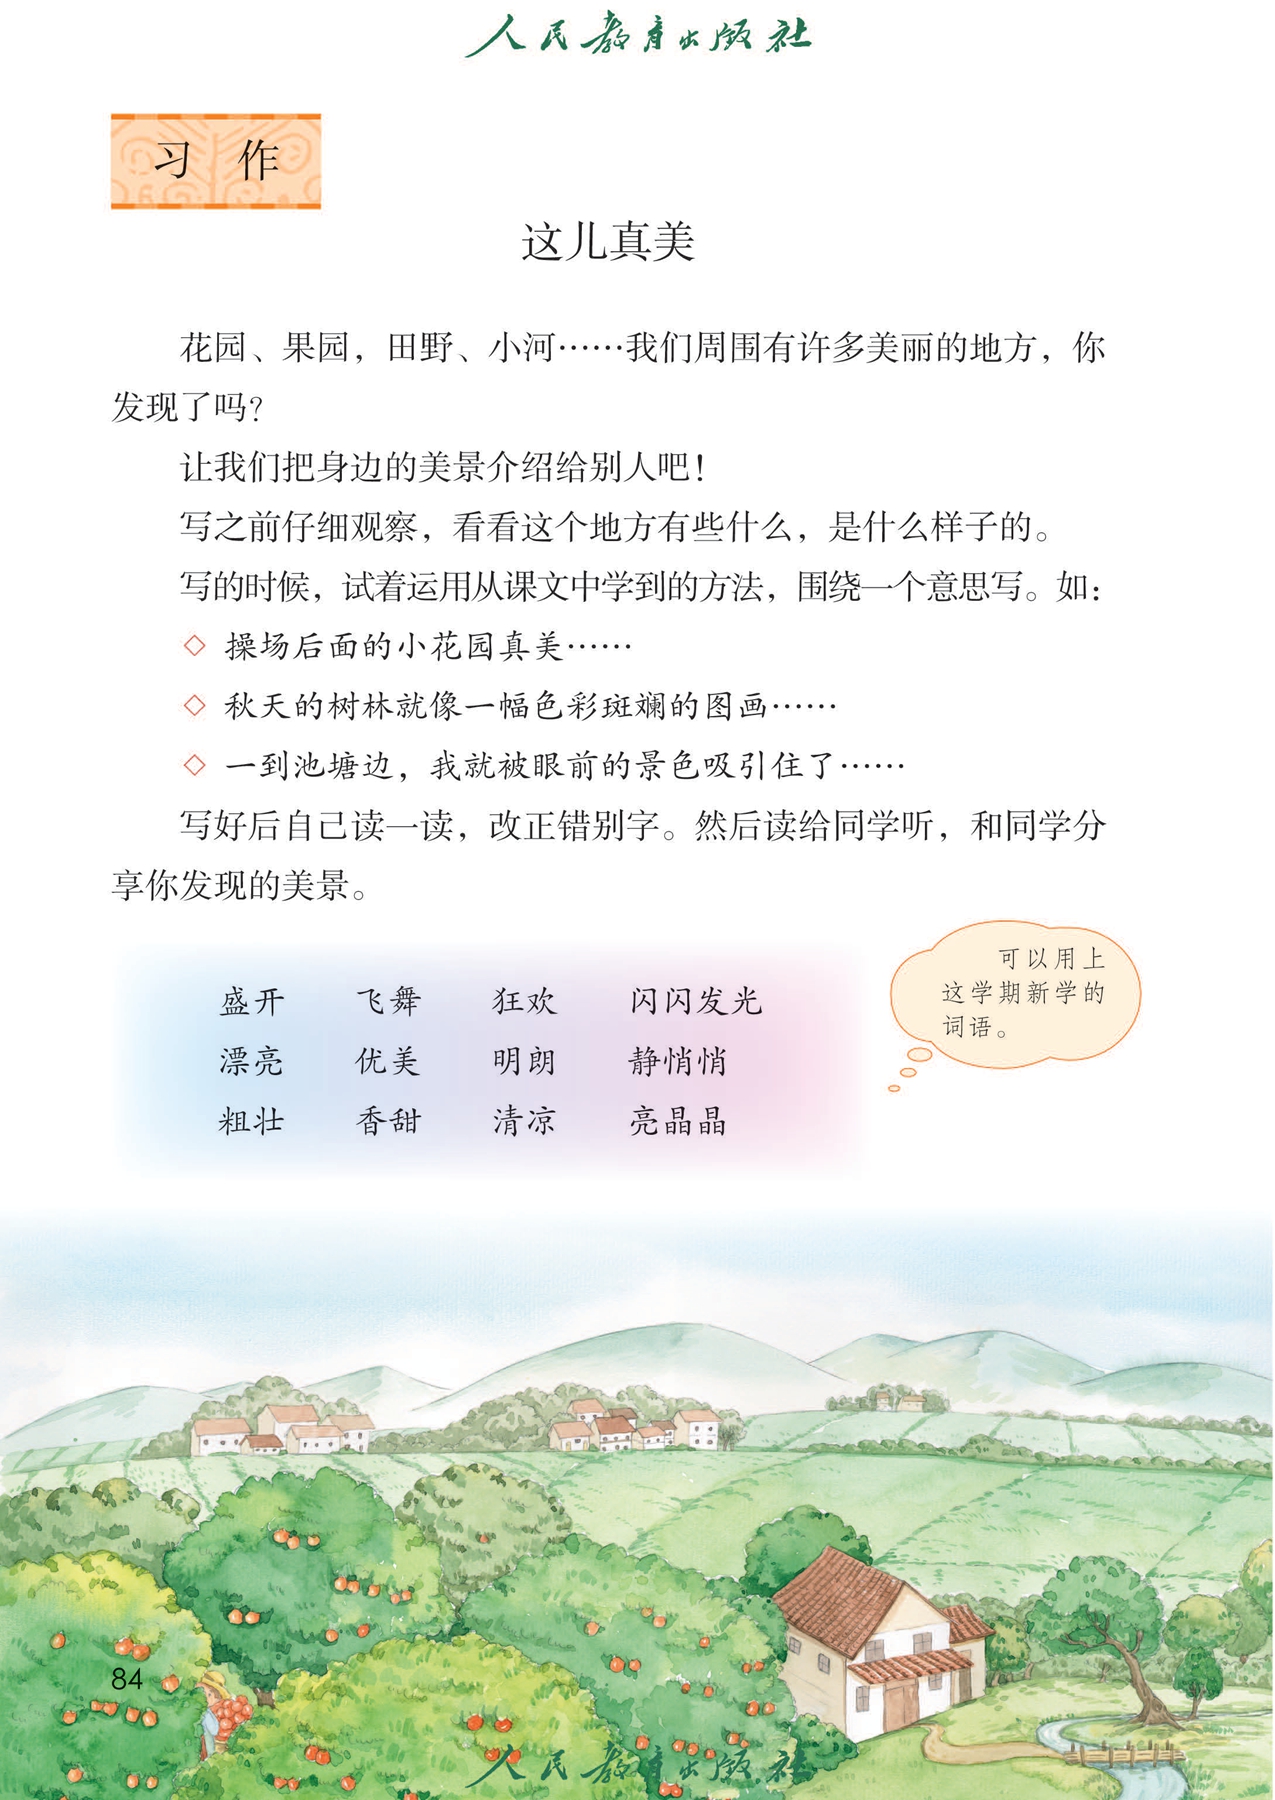 人民教育出版社
习 作
这儿真美
花园、果园，田野、小河……我们周围有许多美丽的地方，你
发现了吗？
让我们把身边的美景介绍给别人吧！
写之前仔细观察，看看这个地方有些什么，是什么样子的。
写的时候，试着运用从课文中学到的方法，围绕一个意思写。如：
◇ 操场后面的小花园真美……
◇ 秋天的树林就像一幅色彩斑斓的图画……
◇ 一到池塘边，我就被眼前的景色吸引住了……
写好后自己读一读，改正错别字。然后读给同学听，和同学分
享你发现的美景。
可以用上
这学期新学的
词语。
盛开 飞舞 狂欢 闪闪发光
漂亮 优美 明朗 静悄悄
粗壮 香甜 清凉 亮晶晶
84
人民教育出版社